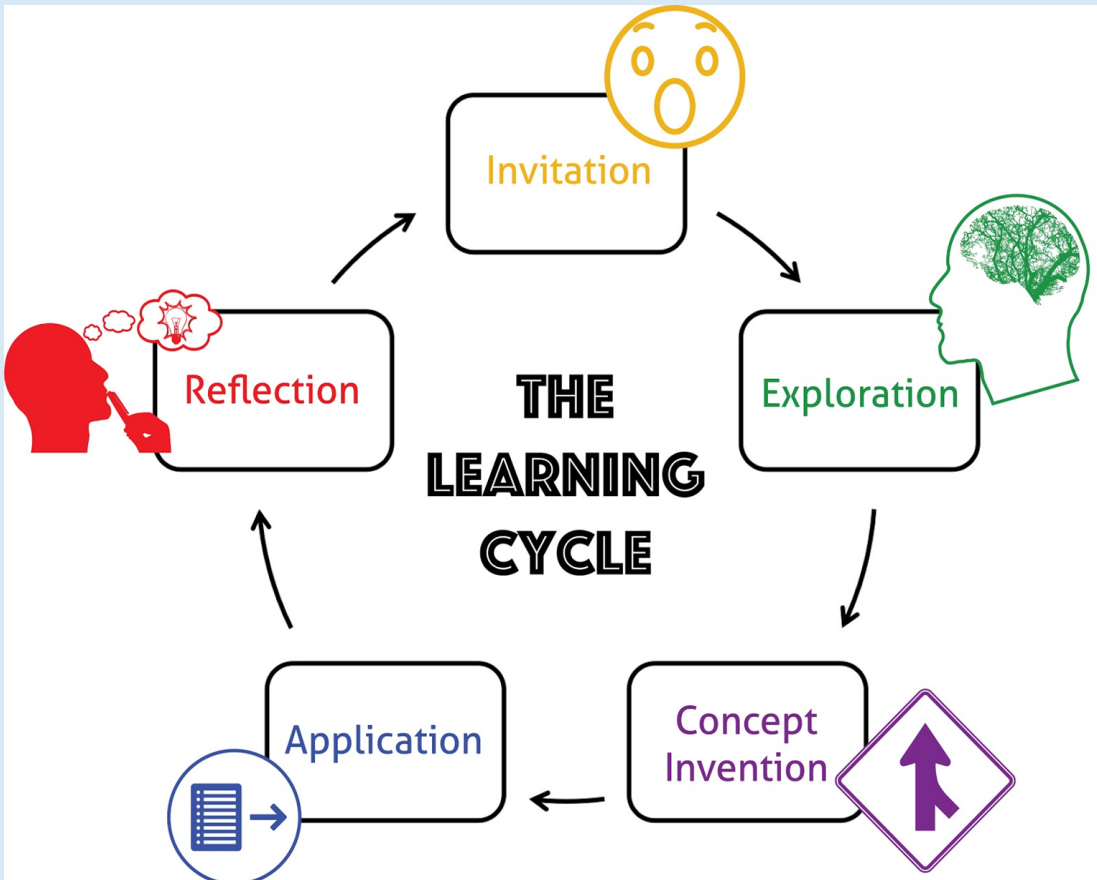 Invitation
Exploration
Concept
Invention
Application
Reflection
THE
LEARNING
CYCLE